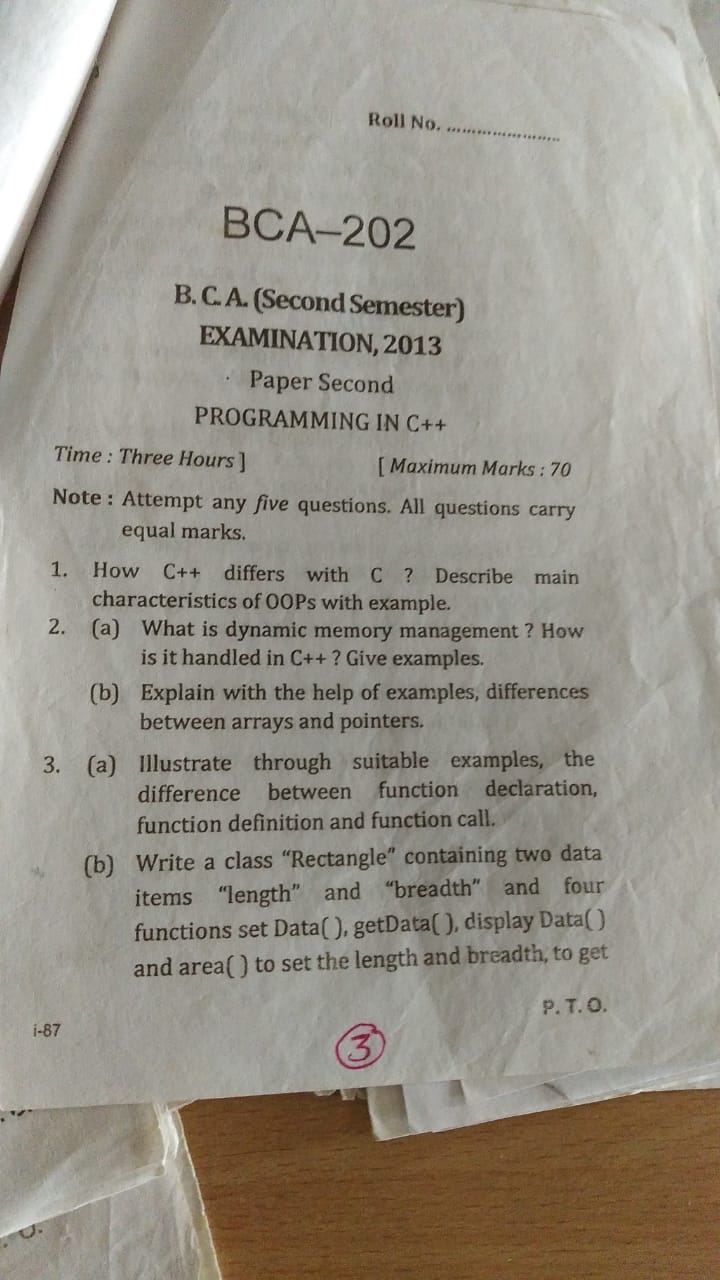 Roll No. ........................
BCA–202
B. C. A. (Second Semester)
EXAMINATION, 2013
Paper Second
PROGRAMMING IN C++
Time : Three Hours ] [ Maximum Marks : 70
Note : Attempt any five questions. All questions carry
equal marks.
1. How C++ differs with C ? Describe main
characteristics of OOPs with example.
2. (a) What is dynamic memory management ? How
is it handled in C++ ? Give examples.
(b) Explain with the help of examples, differences
between arrays and pointers.
3. (a) Illustrate through suitable examples, the
difference between function declaration,
function definition and function call.
(b) Write a class “Rectangle” containing two data
items “length” and “breadth” and four
functions set Data( ), getData( ), display Data( )
and area( ) to set the length and breadth, to get
P. T. O.
i-87
3